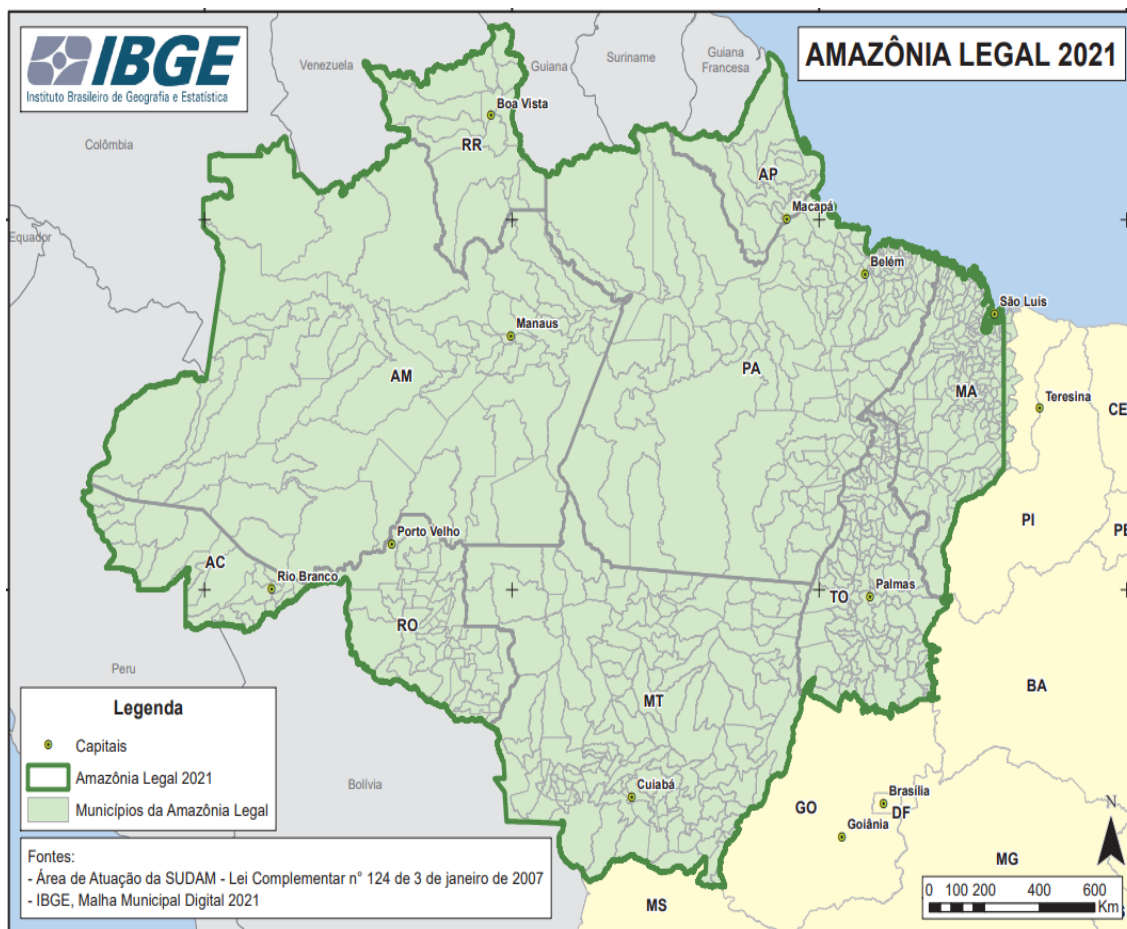 IBGE
Instituto Brasileiro de Geografia e Estatística
AMAZÔNIA LEGAL 2021
Venezuela
Guiana
Suriname
Guiana
Francesa
Colômbia
Boa Vista
RR
AP
Macapá
Equador
Belém
São Luís
Manaus
AM
PA
MA
Teresina
CE
PI
PE
Porto Velho
AC
Rio Branco
TO
Palmas
RO
Peru
BA
MT
Bolívia
Cuiabá
GO
Brasília
DF
Goiânia
MG
MS
Legenda
Capitais
Amazônia Legal 2021
Municípios da Amazônia Legal
Fontes:
- Área de Atuação da SUDAM - Lei Complementar n° 124 de 3 de janeiro de 2007
- IBGE, Malha Municipal Digital 2021
N
0 100 200 400 600
Km